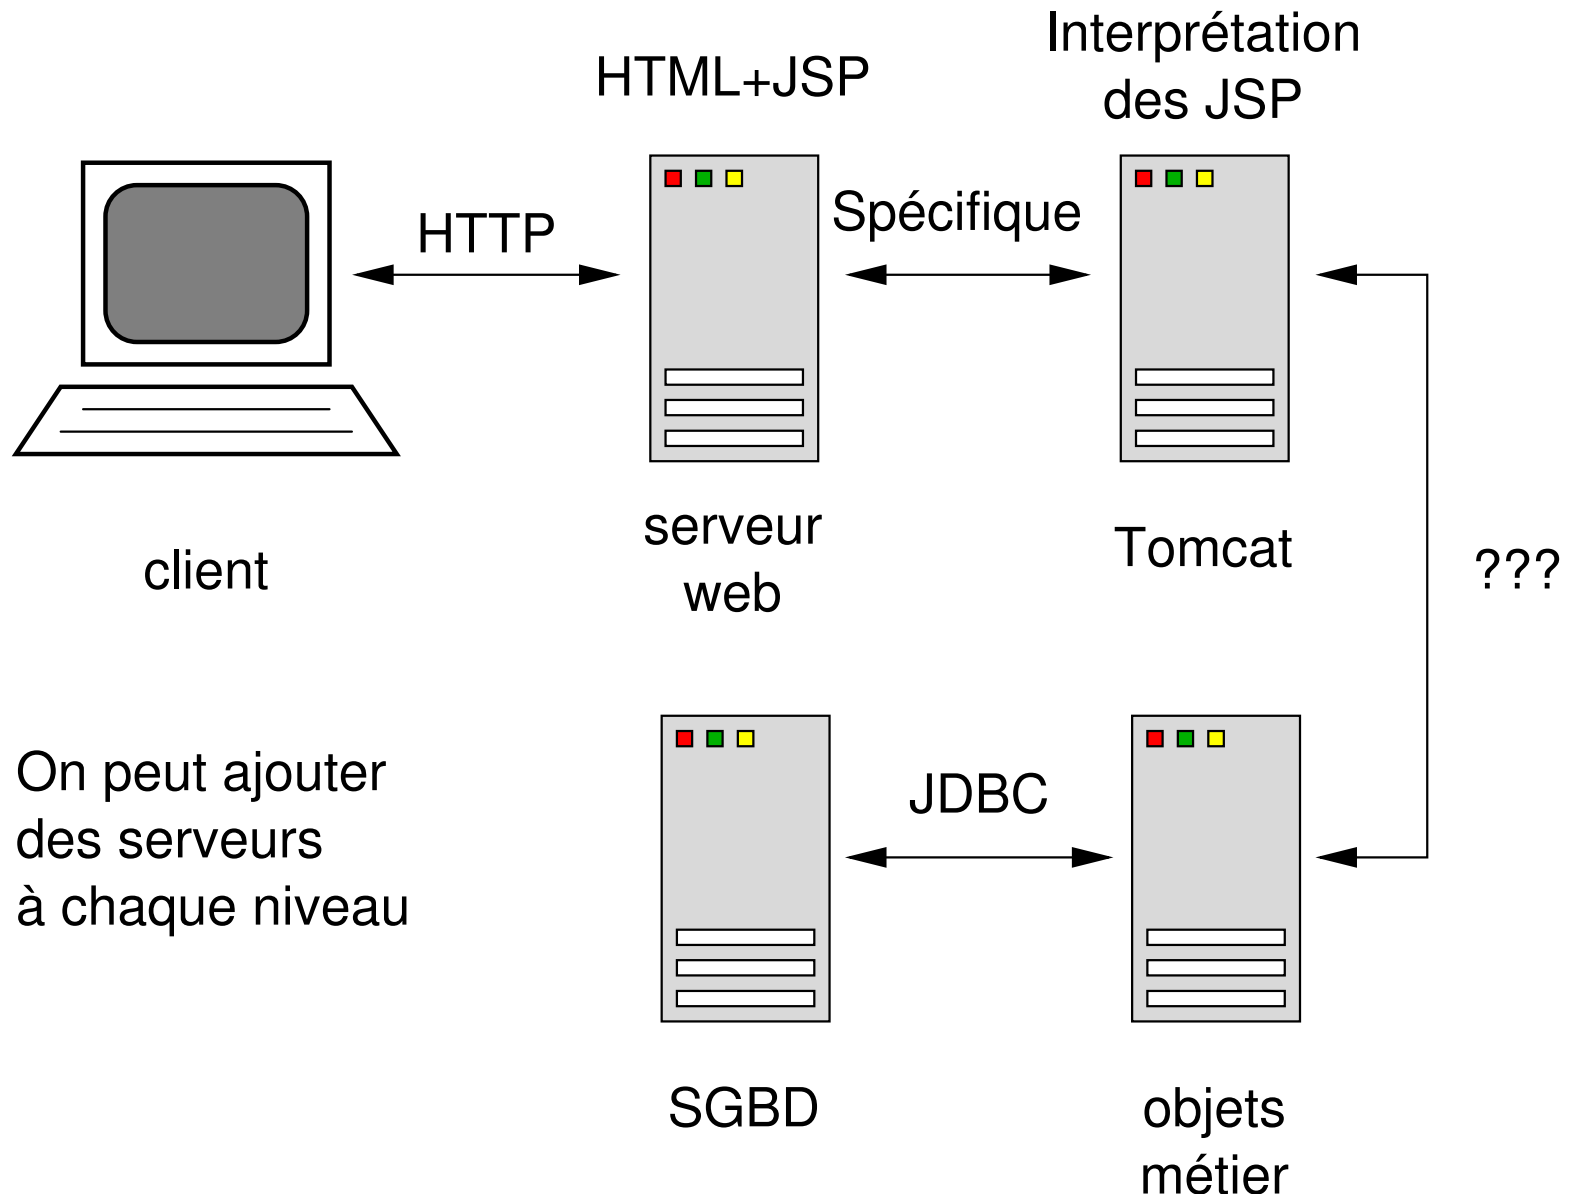 Interprétation
des JSP
HTML+JSP
HTTP
Spécifique
serveur
web
Tomcat
client
???
On peut ajouter
des serveurs
à chaque niveau
JDBC
SGBD
objets
métier